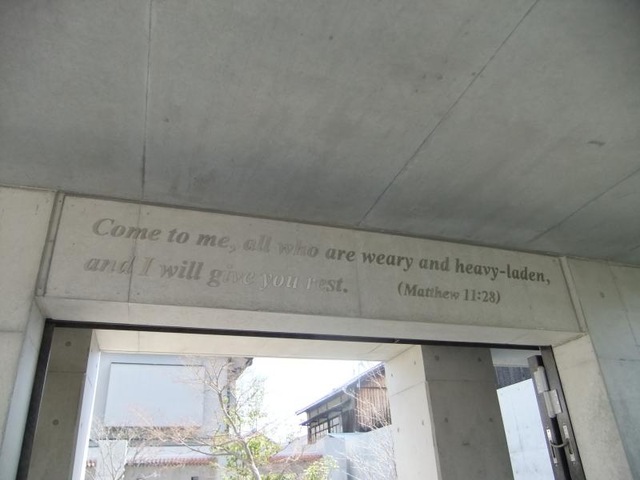 Come to me, all who are weary and heavy-laden,
and I will give you rest. (Matthew 11:28)